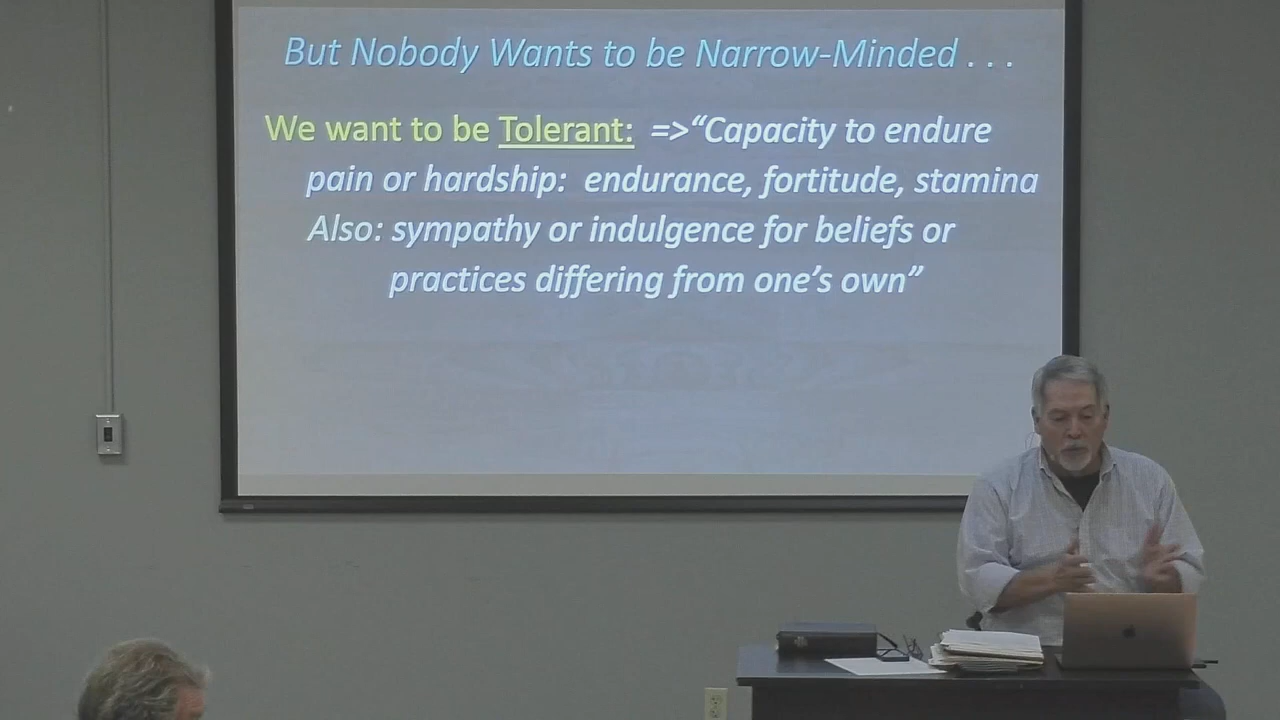 But Nobody Wants to be Narrow-Minded . . .
We want to be Tolerant: =>“Capacity to endure
pain or hardship: endurance, fortitude, stamina
Also: sympathy or indulgence for beliefs or
practices differing from one’s own”